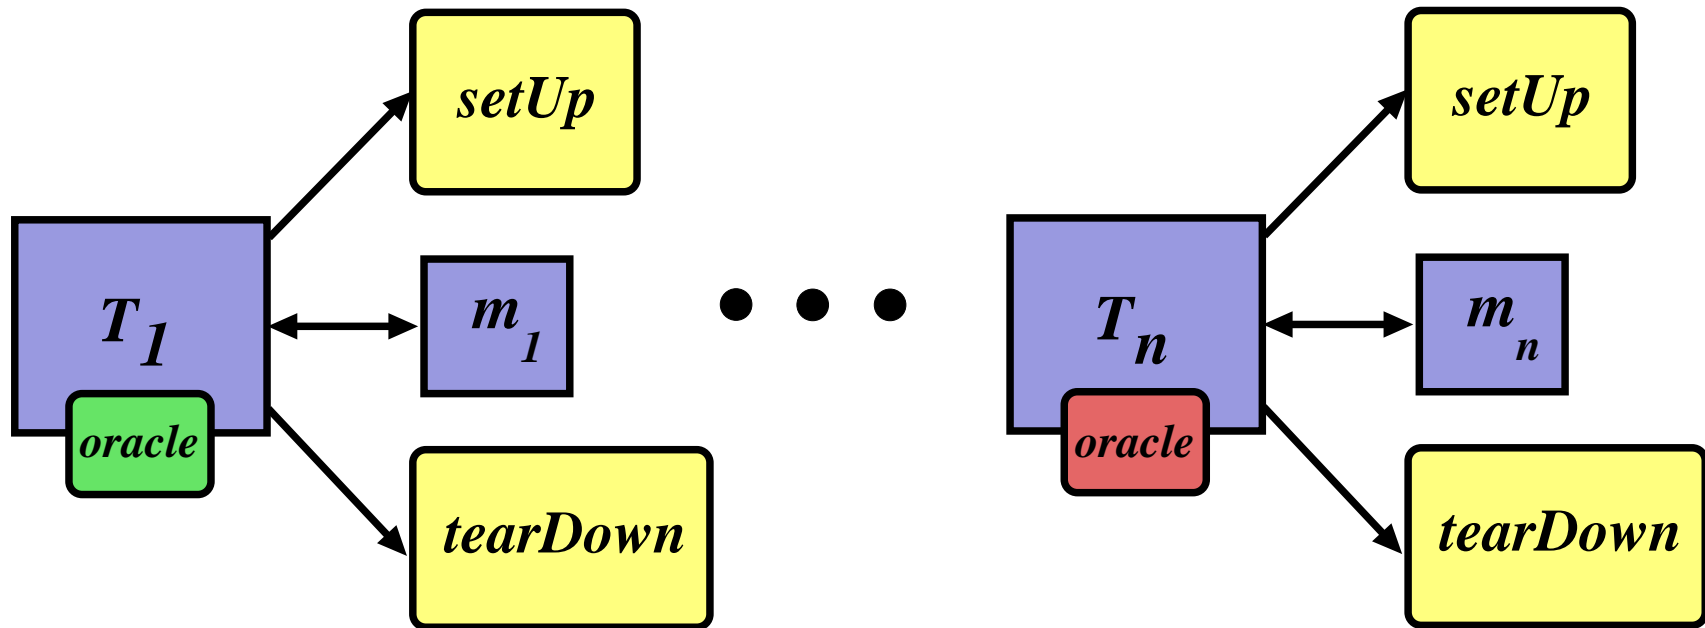 setUp
T1
m1
oracle
tearDown
setUp
Tn
mn
oracle
tearDown